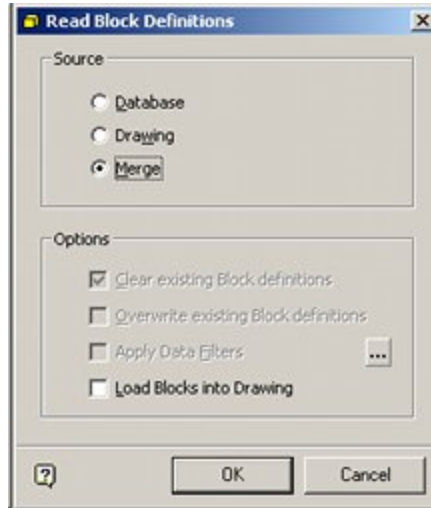 Read Block Definitions
Source
Database
Drawing
Merge
Options
Clear existing Block definitions
Overwrite existing Block definitions
Apply Data Filters
...
Load Blocks into Drawing
OK
Cancel